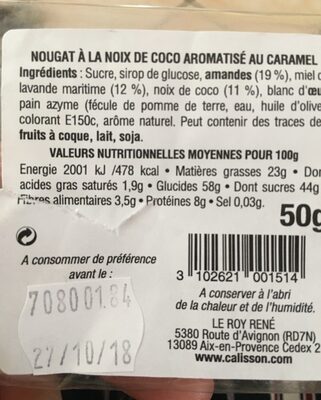 NOUGAT À LA NOIX DE COCO AROMATISÉ AU CARAMEL
Ingrédients : Sucre, sirop de glucose, amandes (19 %), miel
lavande maritime (12 %), noix de coco (11 %), blanc d'œu
pain azyme (fécule de pomme de terre, eau, huile d'olive
colorant E150c, arôme naturel. Peut contenir des traces de
fruits à coque, lait, soja.
VALEURS NUTRITIONNELLES MOYENNES POUR 100g
Energie 2001 kJ /478 kcal • Matières grasses 23g • Don
acides gras saturés 1,9g • Glucides 58g • Dont sucres 44g
Fibres alimentaires 3,5g • Protéines 8g • Sel 0,03g.
50g
A consommer de préférence
avant le :
708001.84
27/10/18
3 102621 001514
A conserver à l'abri
de la chaleur et de l'humidité.
LE ROY RENÉ
5380 Route d'Avignon (RD7N)
13089 Aix-en-Provence Cedex 2
www.calisson.com